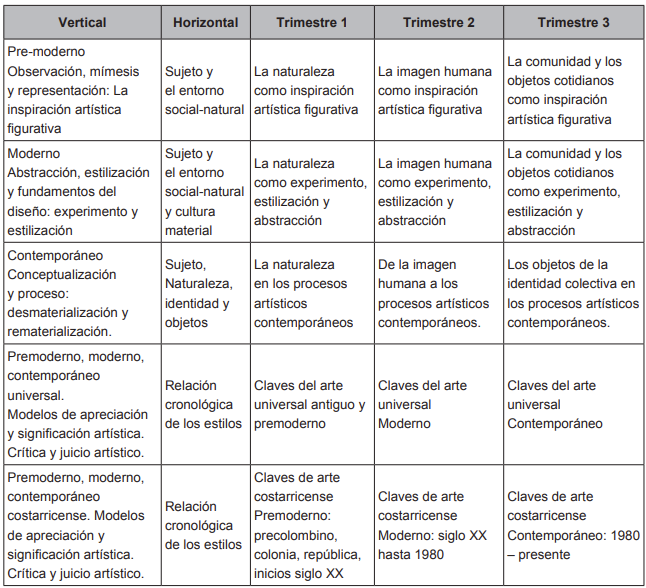 Vertical
Horizontal
Trimestre 1
Trimestre 2
Trimestre 3
Pre-moderno
Observación, mímesis
y representación: La
inspiración artística
figurativa
Sujeto y
el entorno
social-natural
La naturaleza
como inspiración
artística figurativa
La imagen humana
como inspiración
artística figurativa
La comunidad y los
objetos cotidianos
como inspiración
artística figurativa
Moderno
Abstracción, estilización
y fundamentos del
diseño: experimento y
estilización
Sujeto y
el entorno
social-natural
y cultura
material
La naturaleza
como experimento,
estilización y
abstracción
La imagen humana
como experimento,
estilización y
abstracción
La comunidad y los
objetos cotidianos
como experimento,
estilización y
abstracción
Contemporáneo
Conceptualización
y proceso:
desmaterialización y
rematerialización.
Sujeto,
Naturaleza,
identidad y
objetos
La naturaleza
en los procesos
artísticos
contemporáneos
De la imagen
humana a los
procesos artísticos
contemporáneos.
Los objetos de la
identidad colectiva en
los procesos artísticos
contemporáneos.
Premoderno, moderno,
contemporáneo
universal.
Modelos de apreciación
y significación artística.
Crítica y juicio artístico.
Relación
cronológica
de los estilos
Claves del arte
universal antiguo y
premoderno
Claves del arte
universal
Moderno
Claves del arte
universal
Contemporáneo
Premoderno, moderno,
contemporáneo
costarricense. Modelos
de apreciación y
significación artística.
Crítica y juicio artístico.
Relación
cronológica
de los estilos
Claves de arte
costarricense
Premoderno:
precolombino,
colonia, república,
inicios siglo XX
Claves de arte
costarricense
Moderno: siglo XX
hasta 1980
Claves de arte
costarricense
Contemporáneo: 1980
– presente